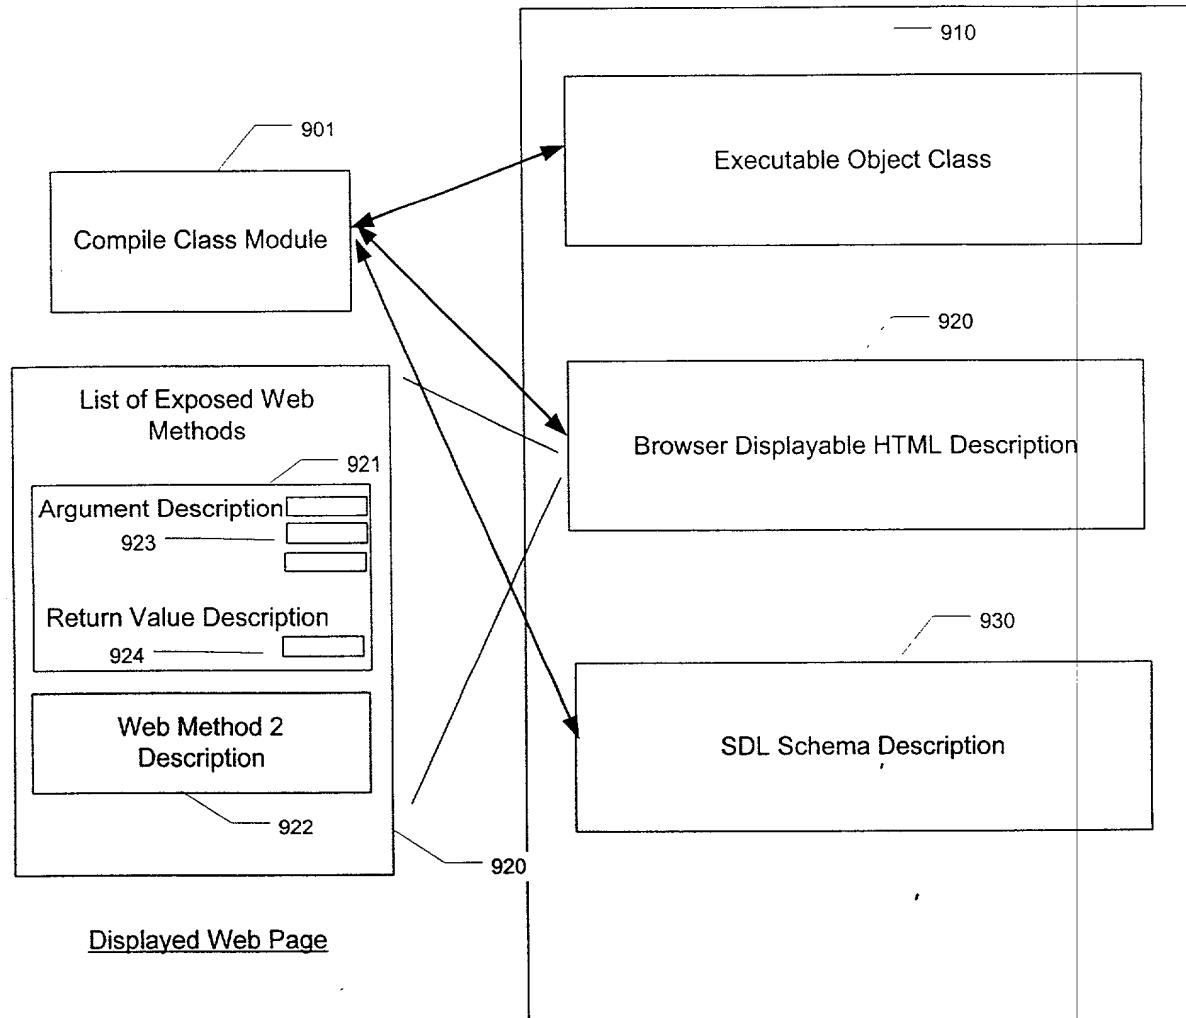 910
901
Executable Object Class
Compile Class Module
920
List of Exposed Web
Methods
Browser Displayable HTML Description
921
Argument Description
923
Return Value Description
924
930
Web Method 2
Description
SDL Schema Description
922
920
Displayed Web Page